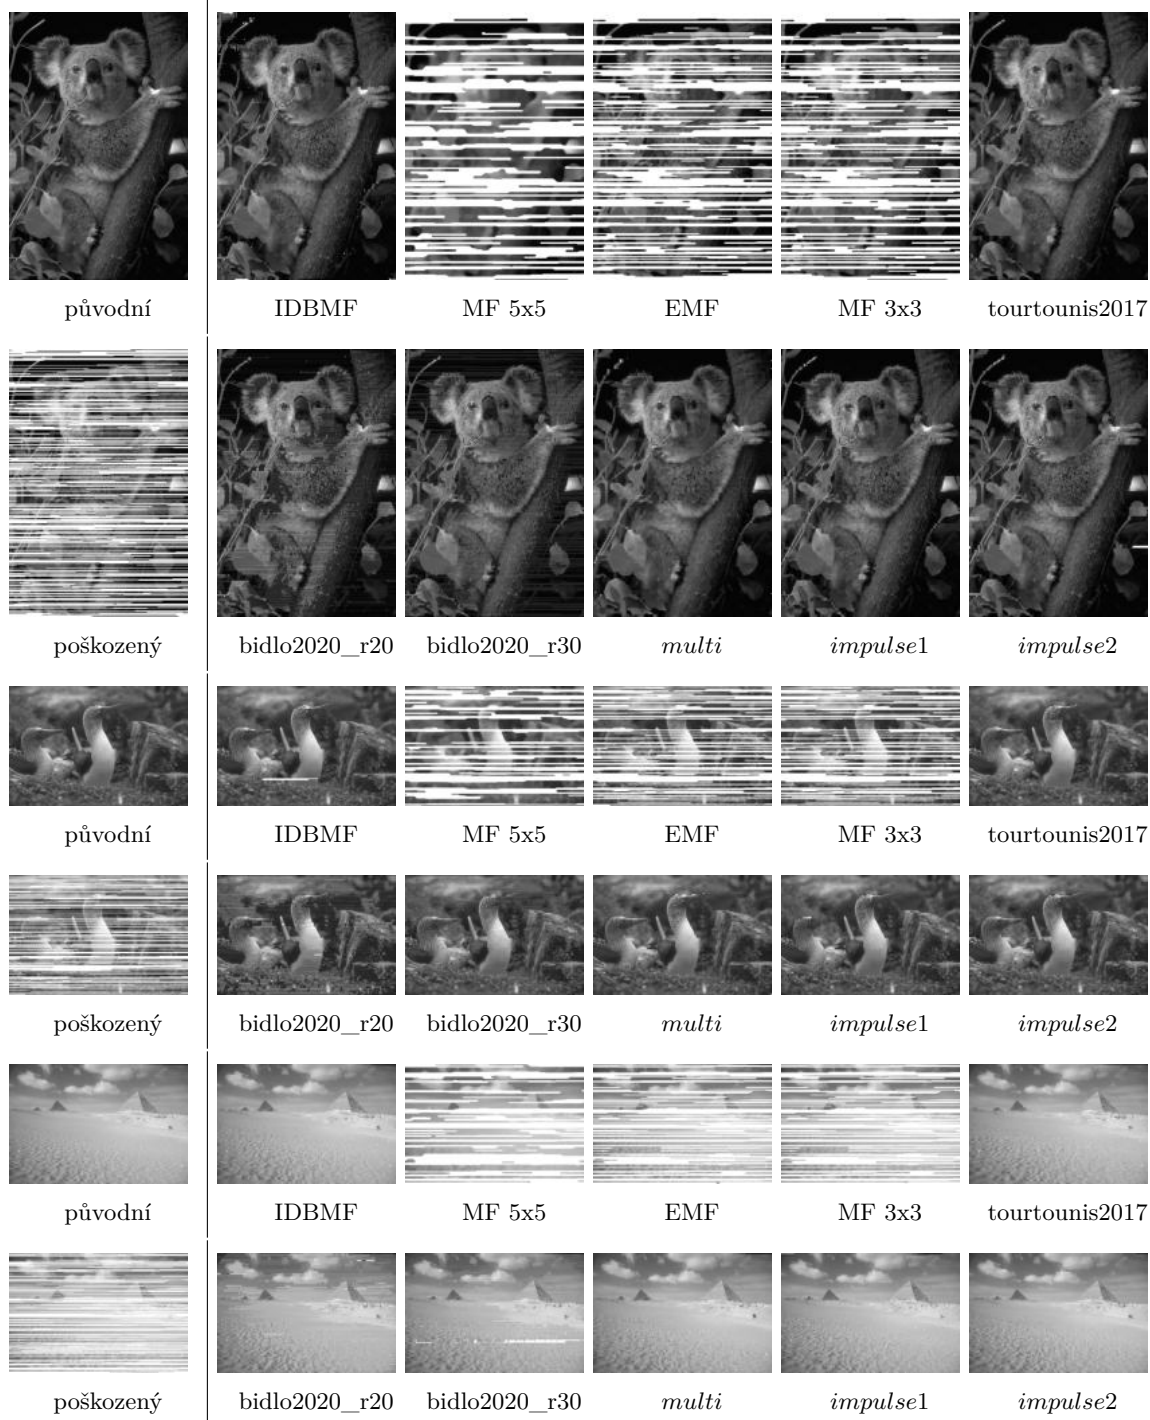 původní IDBMF MF 5x5 EMF MF 3x3 tourtounis2017
poškozený bidlo2020_r20 bidlo2020_r30 multi impulse1 impulse2
původní IDBMF MF 5x5 EMF MF 3x3 tourtounis2017
poškozený bidlo2020_r20 bidlo2020_r30 multi impulse1 impulse2
původní IDBMF MF 5x5 EMF MF 3x3 tourtounis2017
poškozený bidlo2020_r20 bidlo2020_r30 multi impulse1 impulse2